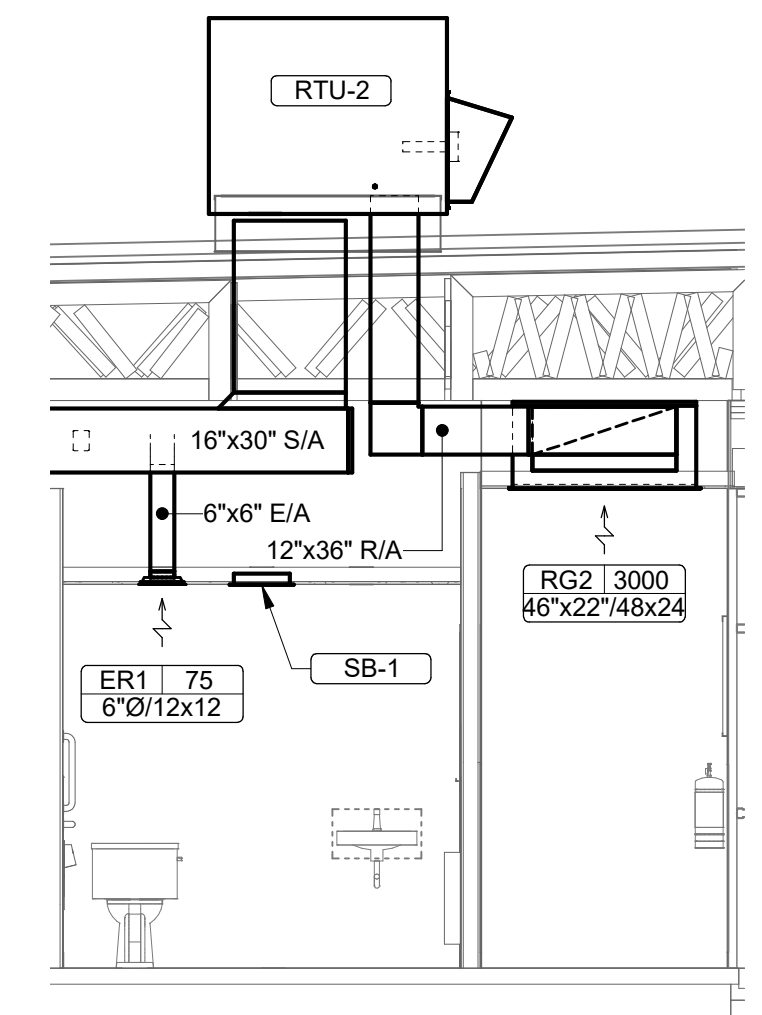 RTU-2
16"x30" S/A
6"x6" E/A
12"x36" R/A
RG2 3000
46"x22"/48x24
SB-1
ER1 75
6"Ø/12x12